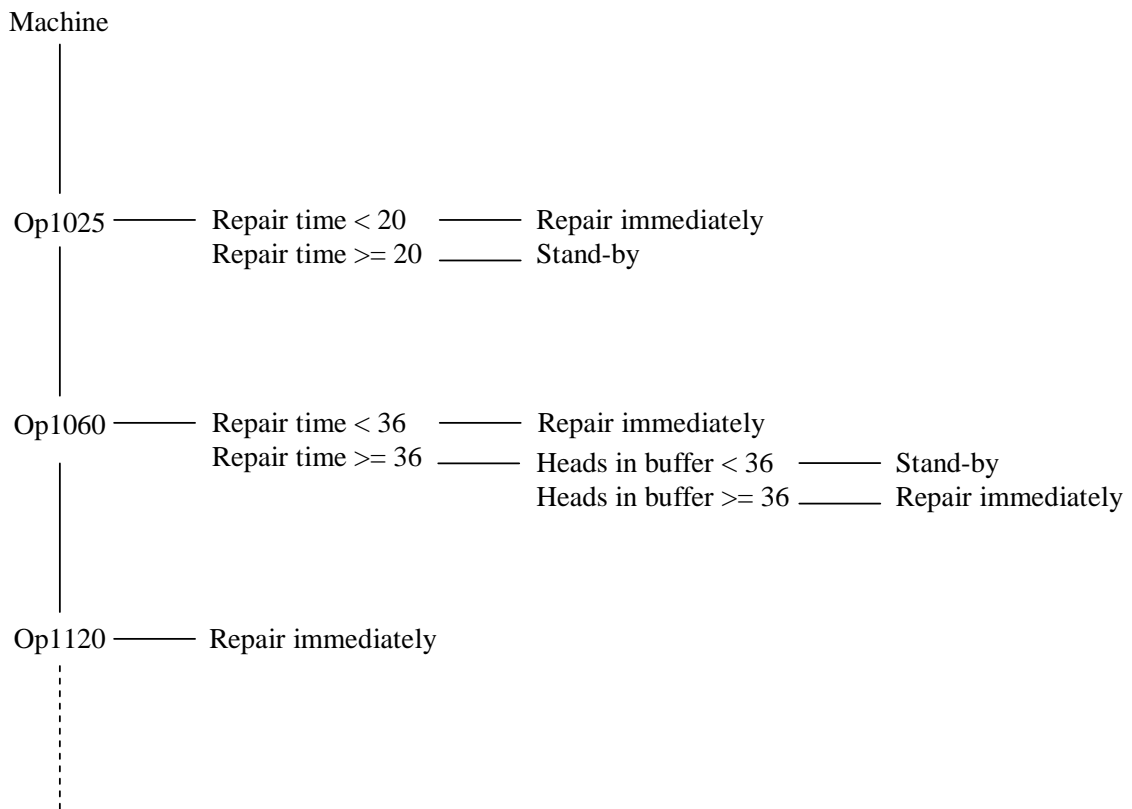 Machine
Op1025 Repair time < 20 Repair immediately
Repair time >= 20 Stand-by
Op1060 Repair time < 36 Repair immediately
Repair time >= 36 Heads in buffer < 36 Stand-by
Heads in buffer >= 36 Repair immediately
Op1120 Repair immediately